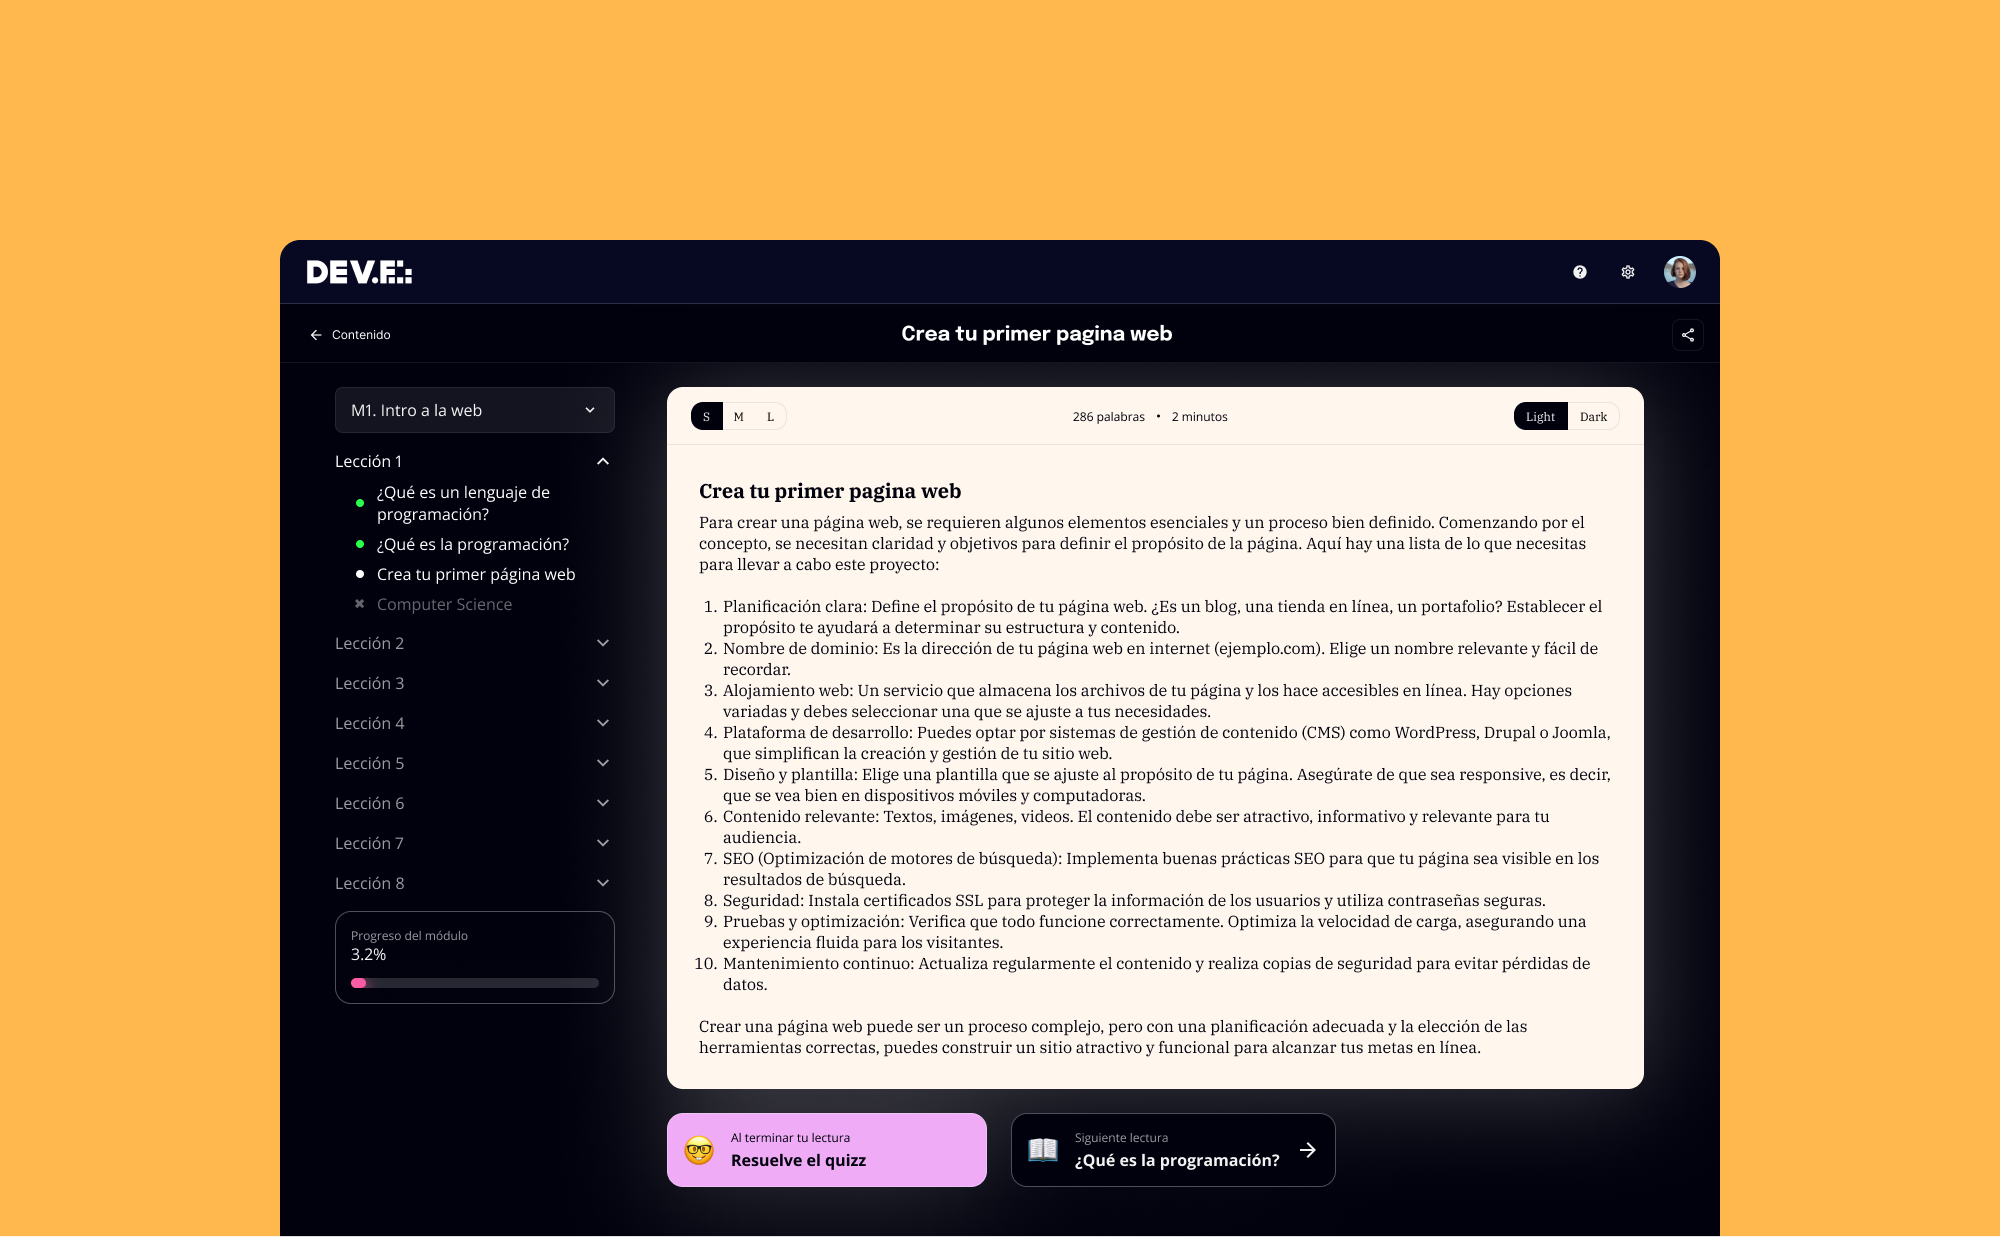 DEV.F.:
Contenido
Crea tu primer pagina web
M1. Intro a la web
Lección 1
¿Qué es un lenguaje de
programación?
¿Qué es la programación?
Crea tu primer página web
Computer Science
Lección 2
Lección 3
Lección 4
Lección 5
Lección 6
Lección 7
Lección 8
Progreso del módulo
3.2%
S M L
286 palabras • 2 minutos
Light Dark
Crea tu primer pagina web
Para crear una página web, se requieren algunos elementos esenciales y un proceso bien definido. Comenzando por el
concepto, se necesitan claridad y objetivos para definir el propósito de la página. Aquí hay una lista de lo que necesitas
para llevar a cabo este proyecto:
1. Planificación clara: Define el propósito de tu página web. ¿Es un blog, una tienda en línea, un portafolio? Establecer el
propósito te ayudará a determinar su estructura y contenido.
2. Nombre de dominio: Es la dirección de tu página web en internet (ejemplo.com). Elige un nombre relevante y fácil de
recordar.
3. Alojamiento web: Un servicio que almacena los archivos de tu página y los hace accesibles en línea. Hay opciones
variadas y debes seleccionar una que se ajuste a tus necesidades.
4. Plataforma de desarrollo: Puedes optar por sistemas de gestión de contenido (CMS) como WordPress, Drupal o Joomla,
que simplifican la creación y gestión de tu sitio web.
5. Diseño y plantilla: Elige una plantilla que se ajuste al propósito de tu página. Asegúrate de que sea responsive, es decir,
que se vea bien en dispositivos móviles y computadoras.
6. Contenido relevante: Textos, imágenes, videos. El contenido debe ser atractivo, informativo y relevante para tu
audiencia.
7. SEO (Optimización de motores de búsqueda): Implementa buenas prácticas SEO para que tu página sea visible en los
resultados de búsqueda.
8. Seguridad: Instala certificados SSL para proteger la información de los usuarios y utiliza contraseñas seguras.
9. Pruebas y optimización: Verifica que todo funcione correctamente. Optimiza la velocidad de carga, asegurando una
experiencia fluida para los visitantes.
10. Mantenimiento continuo: Actualiza regularmente el contenido y realiza copias de seguridad para evitar pérdidas de
datos.
Crear una página web puede ser un proceso complejo, pero con una planificación adecuada y la elección de las
herramientas correctas, puedes construir un sitio atractivo y funcional para alcanzar tus metas en línea.
Al terminar tu lectura
Resuelve el quizz
Siguiente lectura
¿Qué es la programación?